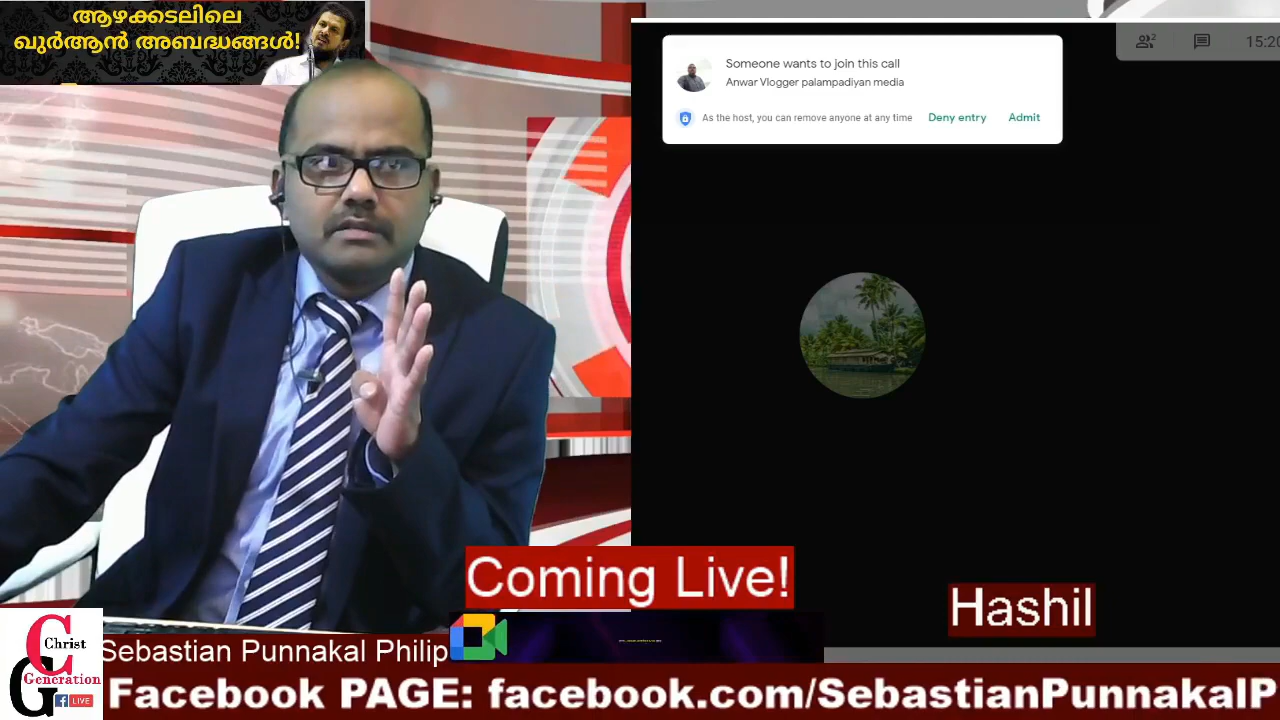 ആഴക്കടലിലെ
ഖുർആൻ അബദ്ധങ്ങൾ!
Someone wants to join this call
Anwar Vlogger palampadiyan media
As the host, you can remove anyone at any time
Deny entry
Admit
2
15:20
Coming Live!
Hashil
Christ
Generation
LIVE
Sebastian Punnakal Philip
Facebook PAGE: facebook.com/SebastianPunnakalP